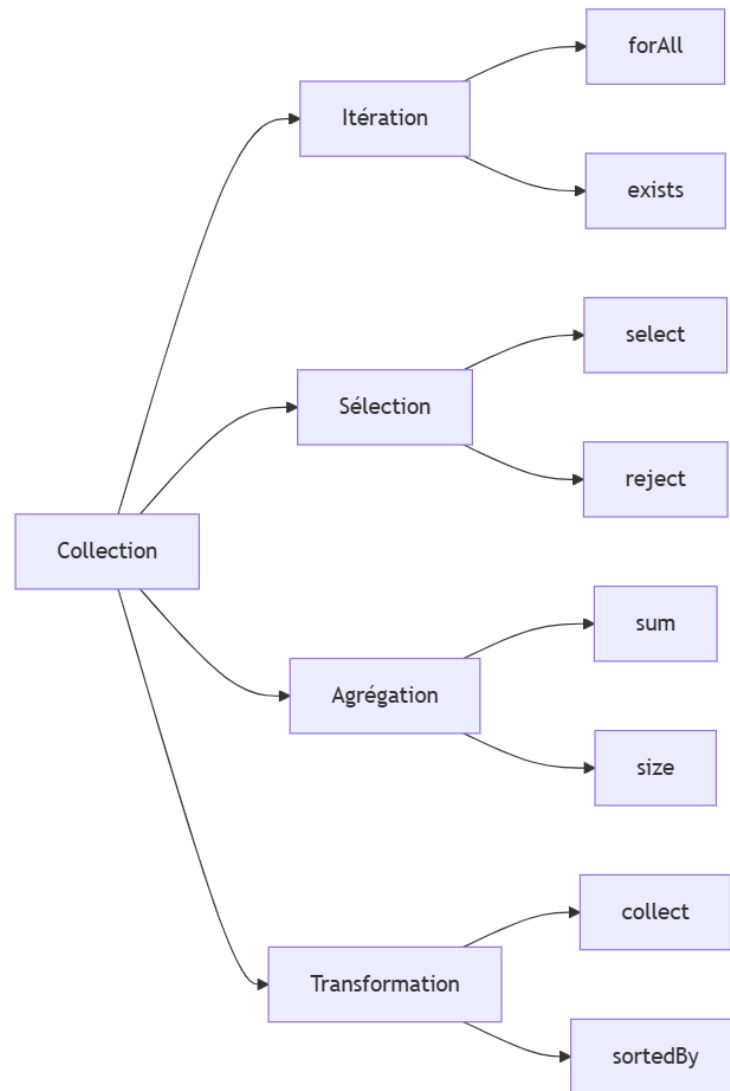 Collection
Itération
forAll
exists
Sélection
select
reject
Agrégation
sum
size
Transformation
collect
sortedBy